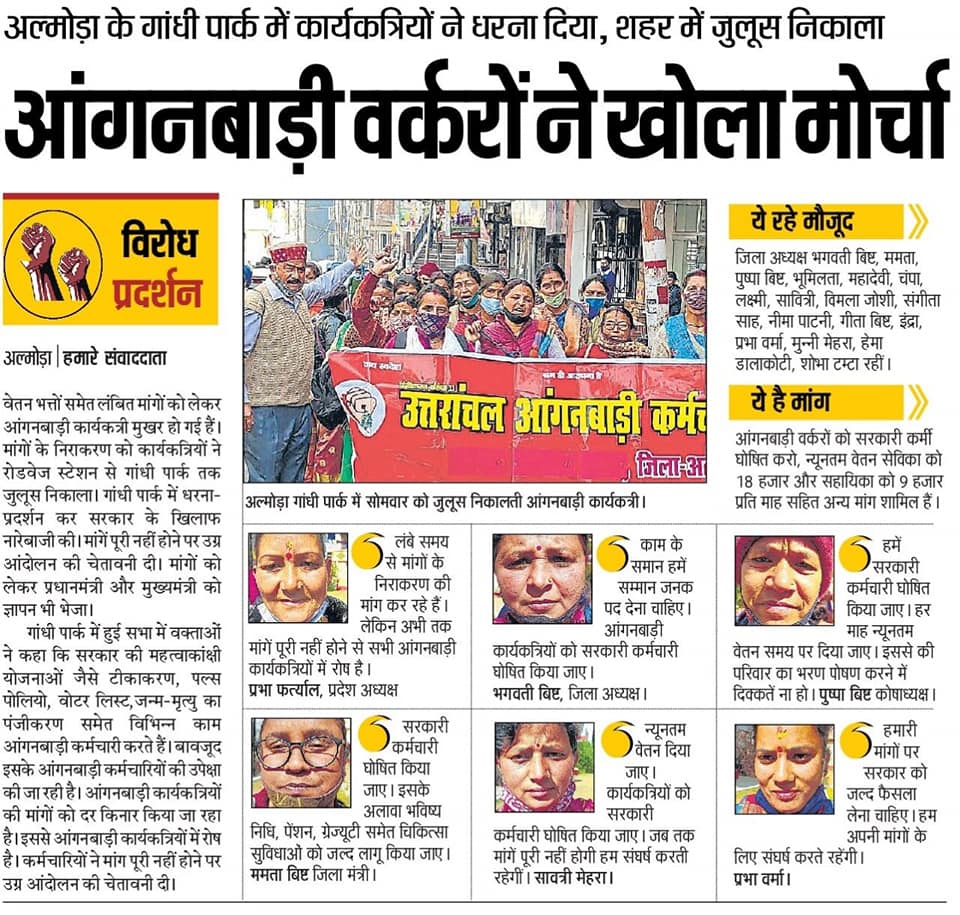 अल्मोड़ा के गांधी पार्क में कार्यकत्रियों ने धरना दिया, शहर में जुलूस निकाला
आंगनबाड़ी वर्करों ने खोला मोर्चा
विरोध
प्रदर्शन
अल्मोड़ा | हमारे संवाददाता
वेतन भत्तों समेत लंबित मांगों को लेकर
आंगनबाड़ी कार्यकत्री मुखर हो गई हैं।
मांगों के निराकरण को कार्यकत्रियों ने
रोडवेज स्टेशन से गांधी पार्क तक
जुलूस निकाला। गांधी पार्क में धरना-
प्रदर्शन कर सरकार के खिलाफ
नारेबाजी की। मांगें पूरी नहीं होने पर उग्र
आंदोलन की चेतावनी दी। मांगों को
लेकर प्रधानमंत्री और मुख्यमंत्री को
ज्ञापन भी भेजा।
गांधी पार्क में हुई सभा में वक्ताओं
ने कहा कि सरकार की महत्वाकांक्षी
योजनाओं जैसे टीकाकरण, पल्स
पोलियो, वोटर लिस्ट,जन्म-मृत्यु का
पंजीकरण समेत विभिन्न काम
आंगनबाड़ी कर्मचारी करते हैं। बावजूद
इसके आंगनबाड़ी कर्मचारियों की उपेक्षा
की जा रही है। आंगनबाड़ी कार्यकत्रियों
की मांगों को दर किनार किया जा रहा
है। इससे आंगनबाड़ी कार्यकत्रियों में रोष
है। कर्मचारियों ने मांग पूरी नहीं होने पर
उग्र आंदोलन की चेतावनी दी।
उत्तरांचल आंगनबाड़ी कर्मच
जिला-अ
अल्मोड़ा गांधी पार्क में सोमवार को जुलूस निकालती आंगनबाड़ी कार्यकत्री।
ये रहे मौजूद
जिला अध्यक्ष भगवती बिष्ट, ममता,
पुष्पा बिष्ट, भूमिलता, महादेवी, चंपा,
लक्ष्मी, सावित्री, विमला जोशी, संगीता
साह, नीमा पाटनी, गीता बिष्ट, इंद्रा,
प्रभा वर्मा, मुन्नी मेहरा, हेमा
डालाकोटी, शोभा टम्टा रहीं।
ये है मांग
आंगनबाड़ी वर्करों को सरकारी कर्मी
घोषित करो, न्यूनतम वेतन सेविका को
18 हजार और सहायिका को 9 हजार
प्रति माह सहित अन्य मांग शामिल हैं।
लंबे समय
से मांगों के
निराकरण की
मांग कर रहे हैं।
लेकिन अभी तक
मांगें पूरी नहीं होने से सभी आंगनबाड़ी
कार्यकत्रियों में रोष है।
प्रभा फर्त्याल, प्रदेश अध्यक्ष
काम के
समान हमें
सम्मान जनक
पद देना चाहिए।
आंगनबाड़ी
कार्यकत्रियों को सरकारी कर्मचारी
घोषित किया जाए।
भगवती बिष्ट, जिला अध्यक्ष।
हमें
सरकारी
कर्मचारी घोषित
किया जाए। हर
माह न्यूनतम
वेतन समय पर दिया जाए। इससे की
परिवार का भरण पोषण करने में
दिक्कतें ना हो। पुष्पा बिष्ट कोषाध्यक्ष।
सरकारी
कर्मचारी
घोषित किया
जाए। इसके
अलावा भविष्य
निधि, पेंशन, ग्रेज्यूटी समेत चिकित्सा
सुविधाओं को जल्द लागू किया जाए।
ममता बिष्ट जिला मंत्री।
न्यूनतम
वेतन दिया
जाए।
कार्यकत्रियों को
सरकारी
कर्मचारी घोषित किया जाए। जब तक
मांगें पूरी नहीं होगी हम संघर्ष करती
रहेगीं। सावत्री मेहरा।
हमारी
मांगों पर
सरकार को
जल्द फैसला
लेना चाहिए। हम
अपनी मांगों के
लिए संघर्ष करते रहेंगी।
प्रभा वर्मा।